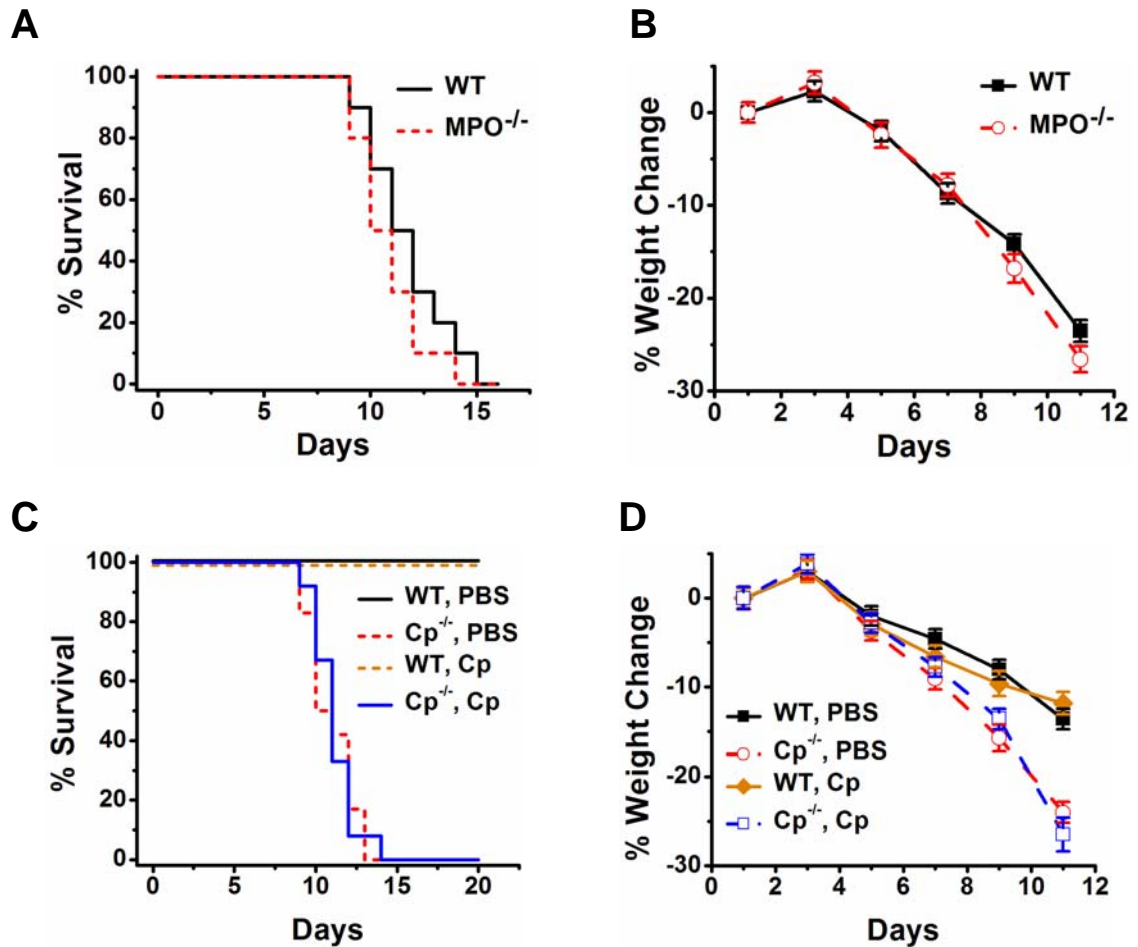 A
B
100
80
60
40
20
0
% Survival
0 5 10 15
Days
WT
MPO-/-
0
-10
-20
-30
% Weight Change
0 2 4 6 8 10 12
Days
WT
MPO-/-
C
D
100
80
60
40
20
0
% Survival
0 5 10 15 20
Days
WT, PBS
Cp-/-, PBS
WT, Cp
Cp-/-, Cp
0
-10
-20
-30
% Weight Change
0 2 4 6 8 10 12
Days
WT, PBS
Cp-/-, PBS
WT, Cp
Cp-/-, Cp